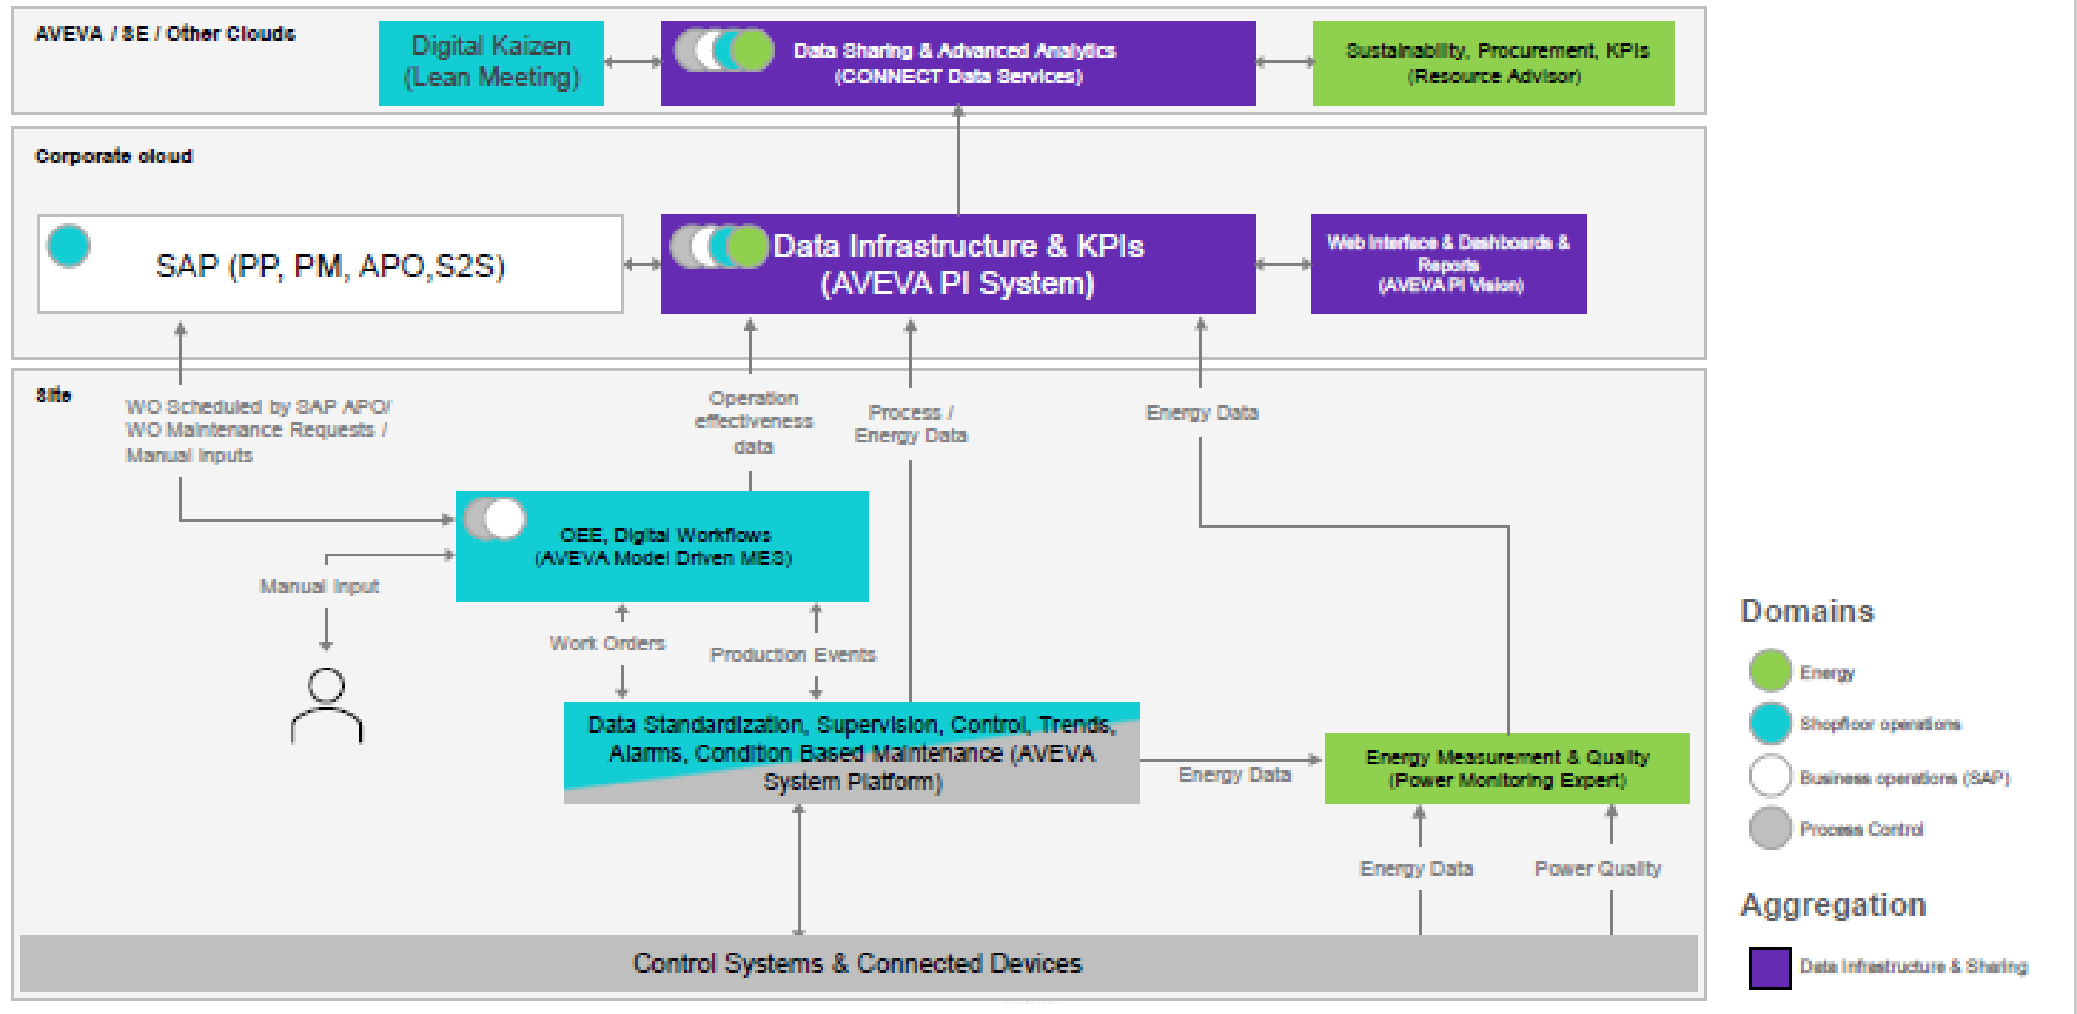 AVEVA / SE / Other Clouds
Digital Kaizen
(Lean Meeting)
Data Sharing & Advanced Analytics
(CONNECT Data Services)
Sustainability, Procurement, KPIs
(Resource Advisor)
Corporate cloud
SAP (PP, PM, APO,S2S)
Data Infrastructure & KPIs
(AVEVA PI System)
Web Interface & Dashboards &
Reports
(AVEVA PI Vision)
Site
WO Scheduled by SAP APO/
WO Maintenance Requests /
Manual Inputs
Operation
effectiveness
data
Process /
Energy Data
Energy Data
OEE, Digital Workflows
(AVEVA Model Driven MES)
Manual Input
Work Orders
Production Events
Data Standardization, Supervision, Control, Trends,
Alarms, Condition Based Maintenance (AVEVA
System Platform)
Energy Data
Energy Measurement & Quality
(Power Monitoring Expert)
Energy Data
Power Quality
Control Systems & Connected Devices
Domains
Energy
Shopfloor operations
Business operations (SAP)
Process Control
Aggregation
Data Infrastructure & Sharing